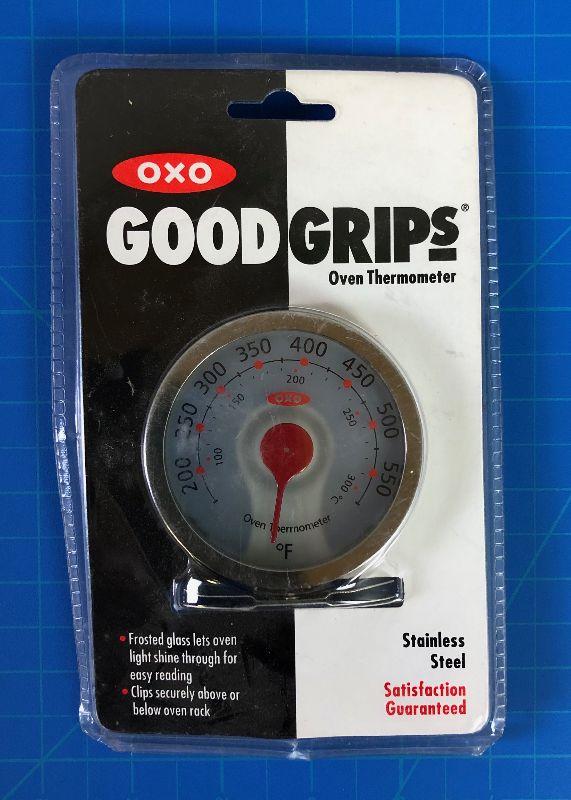 OXO
GOOD GRIPS®
Oven Thermometer
200 250 300 350 400 450 500 550
100 150 200 250 300 °C
OXO
Oven Thermometer
°F
• Frosted glass lets oven
light shine through for
easy reading
• Clips securely above or
below oven rack
Stainless
Steel
Satisfaction
Guaranteed